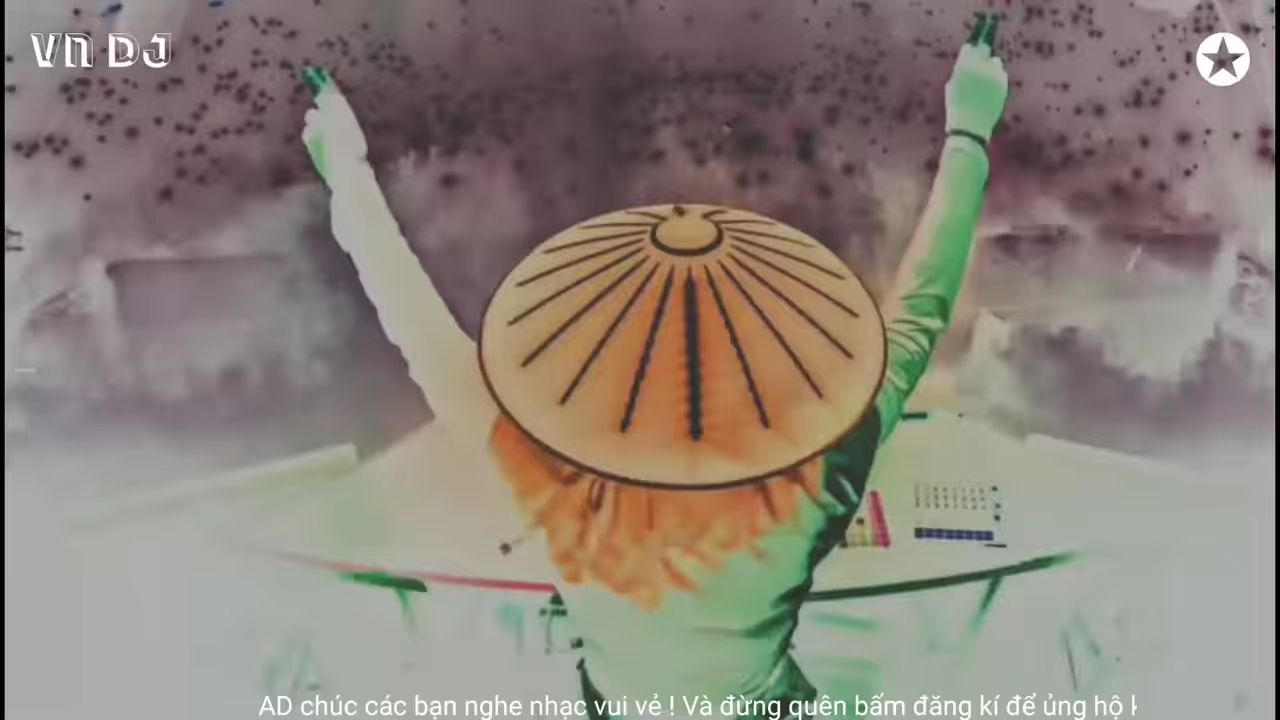 VN DJ
AD chúc các bạn nghe nhạc vui vẻ ! Và đừng quên bấm đăng kí để ủng hộ